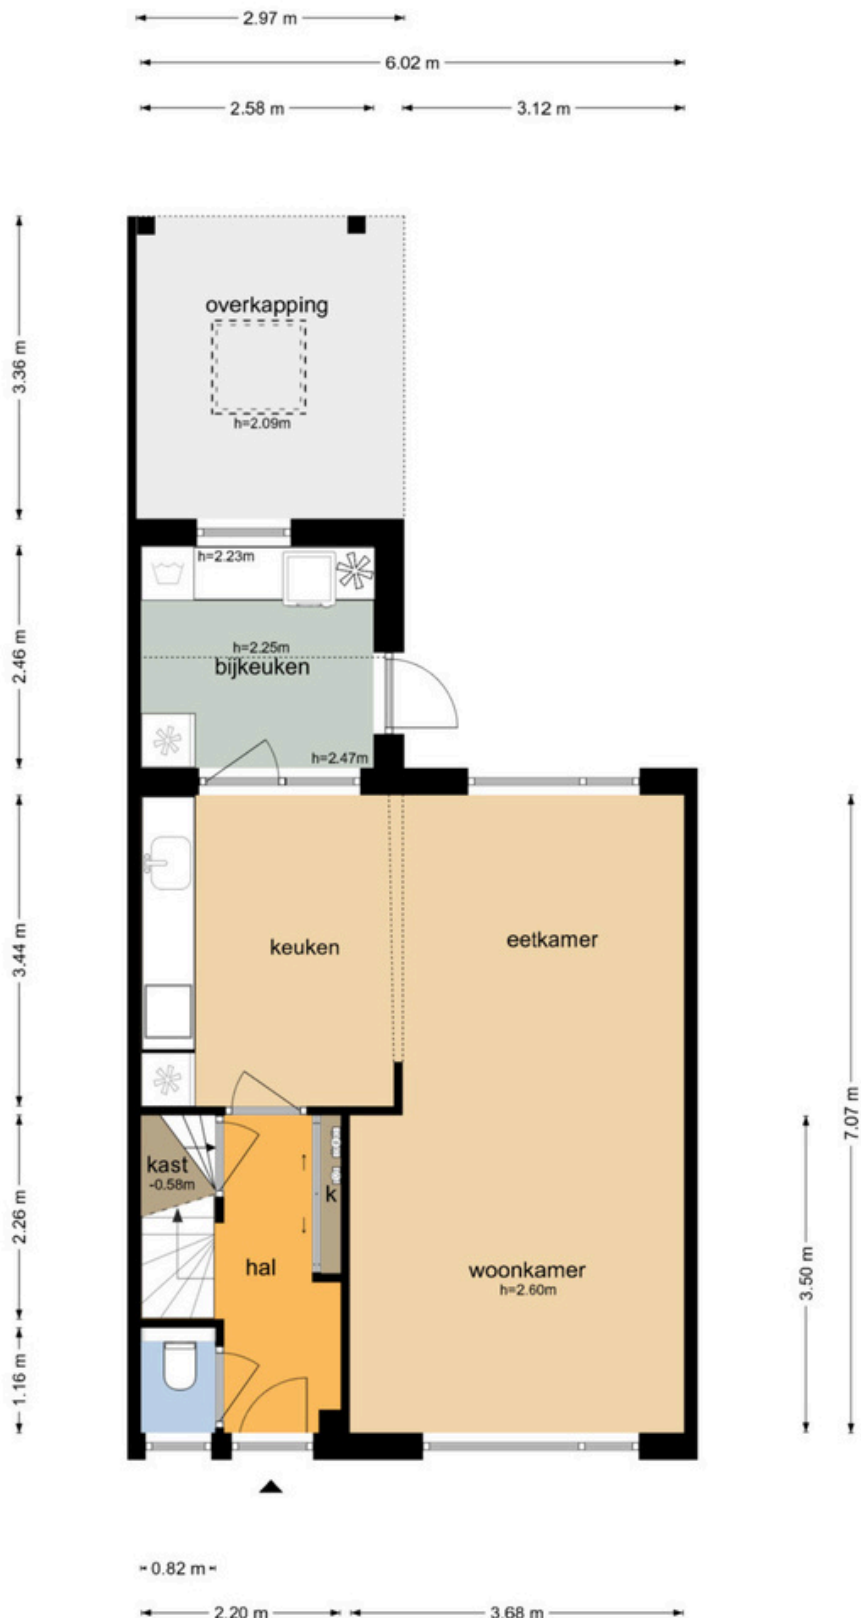 2.97 m
6.02 m
2.58 m
3.12 m
overkapping
h=2.09m
3.36 m
h=2.23m
h=2.25m
bijkeuken
h=2.47m
2.46 m
keuken
eetkamer
3.44 m
7.07 m
kast
-0.58m
k
hal
woonkamer
h=2.60m
2.26 m
3.50 m
1.16 m
0.82 m
2.20 m
3.68 m